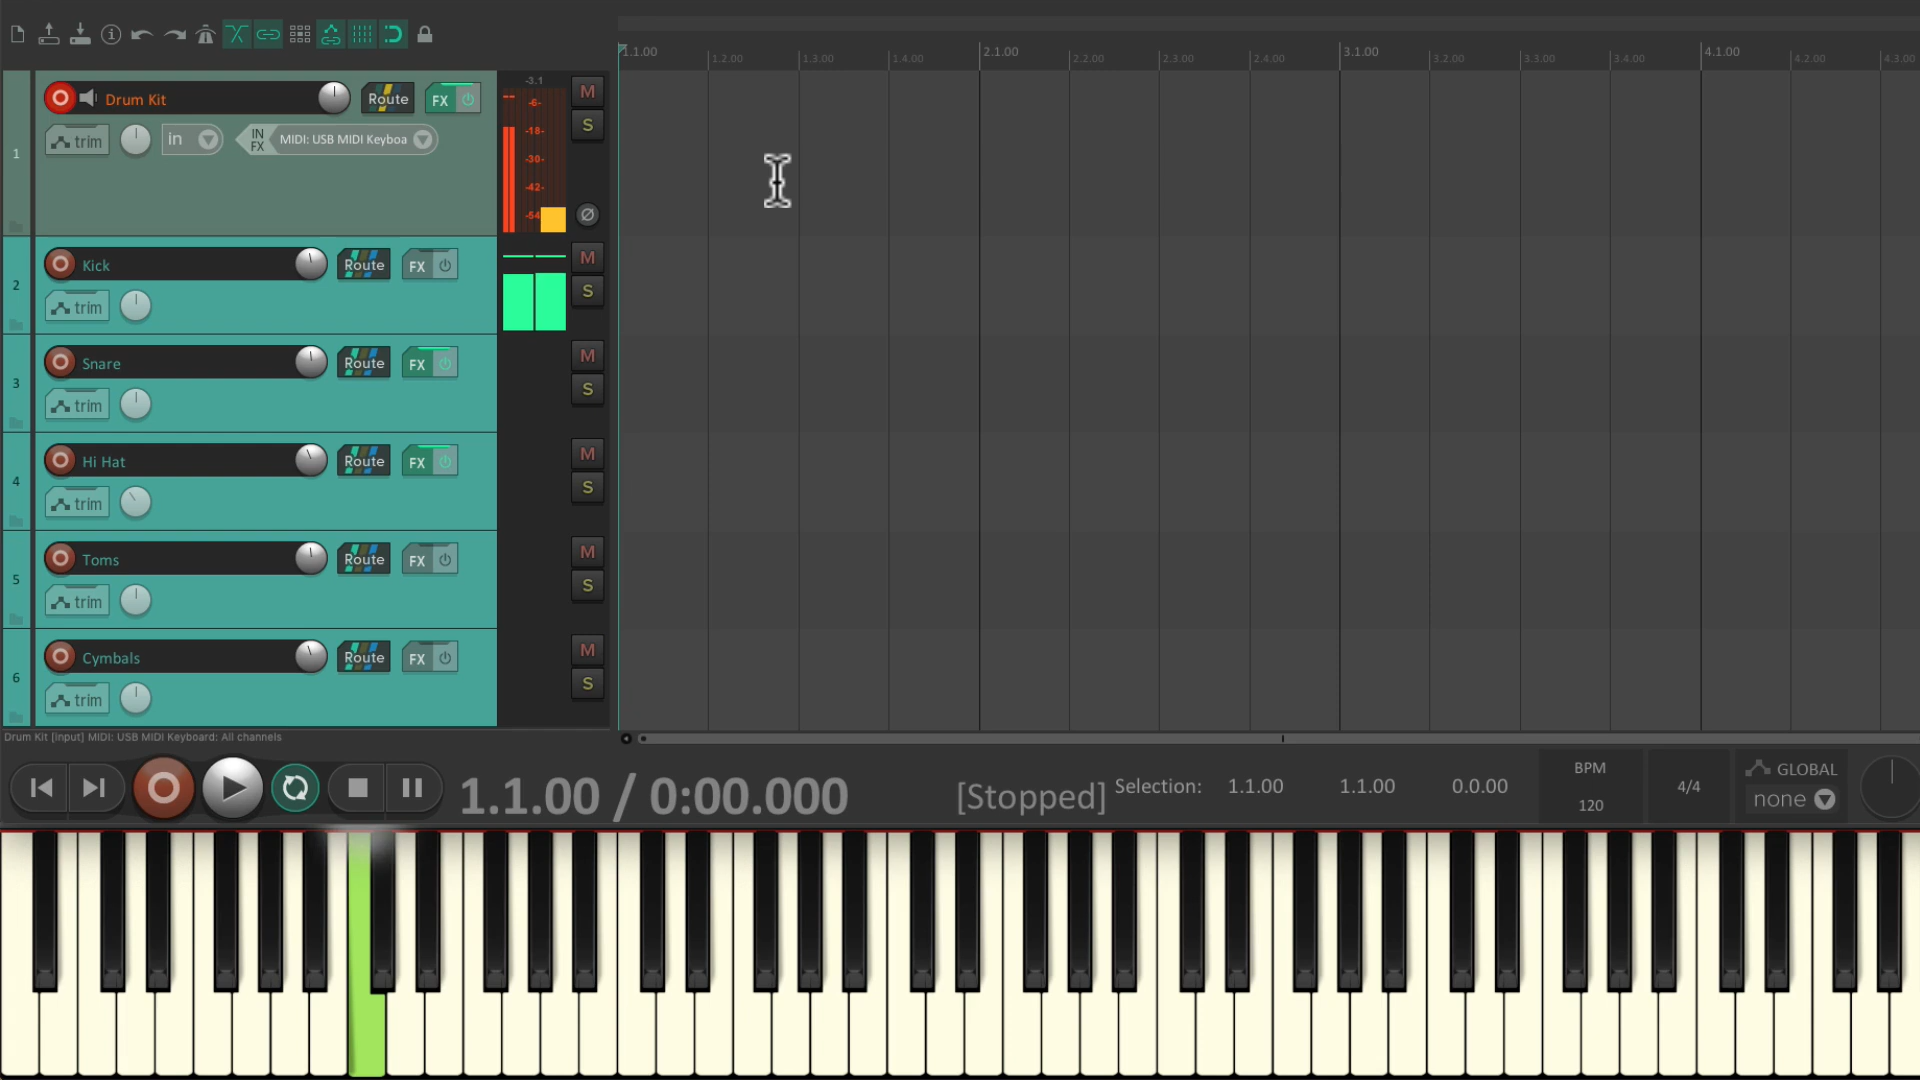 1.1.00 2.1.00 3.1.00 4.1.00
1.2.00 1.3.00 1.4.00 2.2.00 2.3.00 2.4.00 3.2.00 3.3.00 3.4.00 4.2.00 4.3.00
Drum Kit Route FX -3.1 M
trim in IN FX MIDI: USB MIDI Keyboa S
-6-
-18-
-30-
-42-
-54-
1
Kick Route FX M
2 trim S
Snare Route FX M
3 trim S
Hi Hat Route FX M
4 trim S
Toms Route FX M
5 trim S
Cymbals Route FX M
6 trim S
Drum Kit [input] MIDI: USB MIDI Keyboard: All channels
1.1.00 / 0:00.000 [Stopped] Selection: 1.1.00 1.1.00 0.0.00 BPM 120 4/4 GLOBAL none